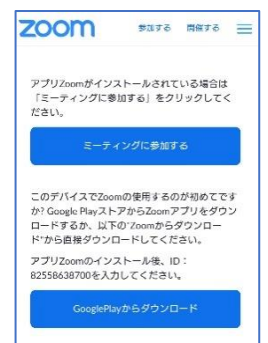 zoom 参加する 開催する
アプリZoomがインストールされている場合は
「ミーティングに参加する」をクリックしてく
ださい。
ミーティングに参加する
このデバイスでZoomの使用するのが初めてです
か? Google PlayストアからZoomアプリをダウン
ロードするか、以下の"Zoomからダウンロー
ド"から直接ダウンロードしてください。
アプリZoomのインストール後、ID：
82558638700を入力してください。
GooglePlayからダウンロード